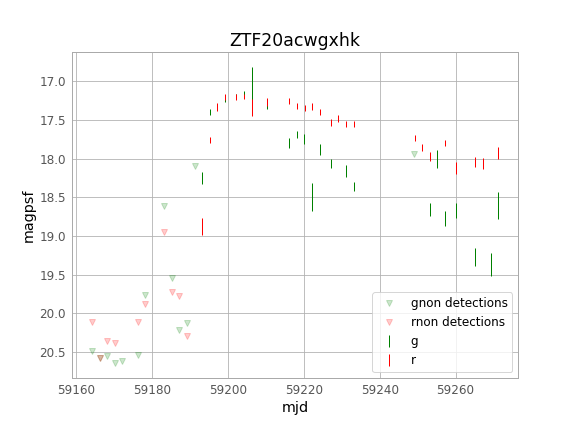 ZTF20acwgxhk
17.0
17.5
18.0
18.5
19.0
19.5
20.0
20.5
magpsf
59160 59180 59200 59220 59240 59260
mjd
gnon detections
rnon detections
g
r